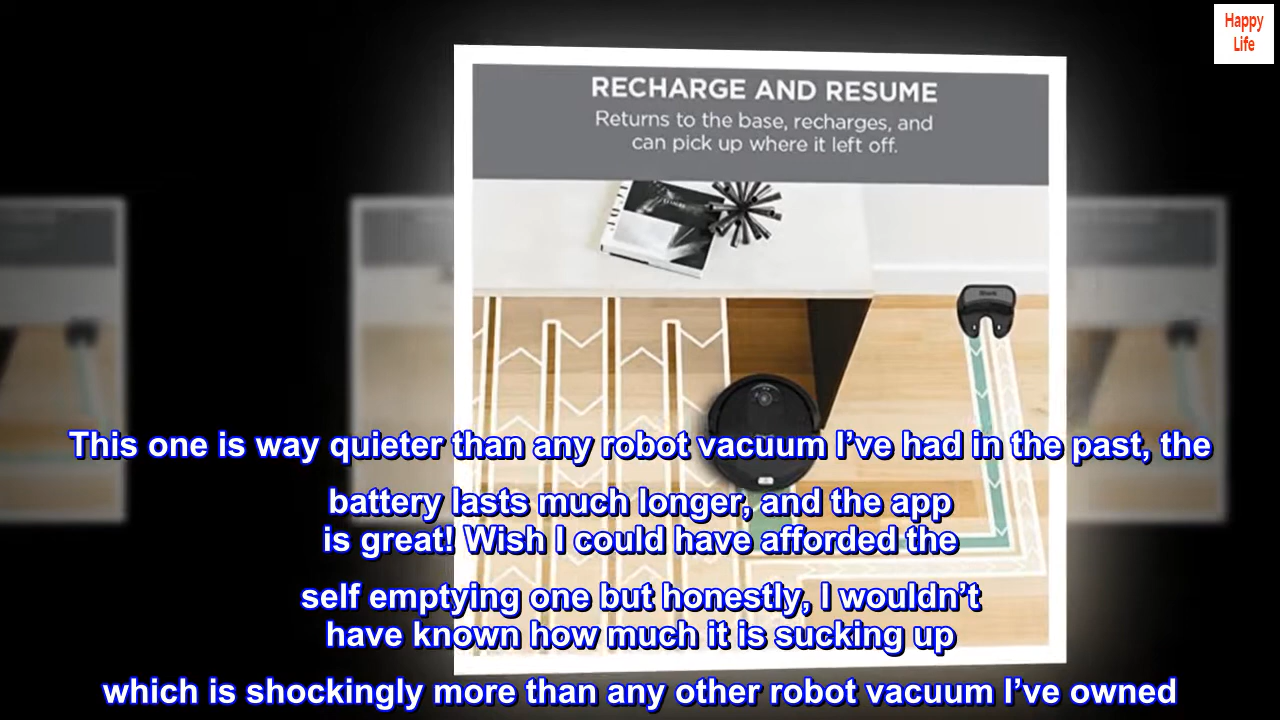 Happy
Life
RECHARGE AND RESUME
Returns to the base, recharges, and
can pick up where it left off.
This one is way quieter than any robot vacuum I’ve had in the past, the
battery lasts much longer, and the app
is great! Wish I could have afforded the
self emptying one but honestly, I wouldn’t
have known how much it is sucking up
which is shockingly more than any other robot vacuum I’ve owned